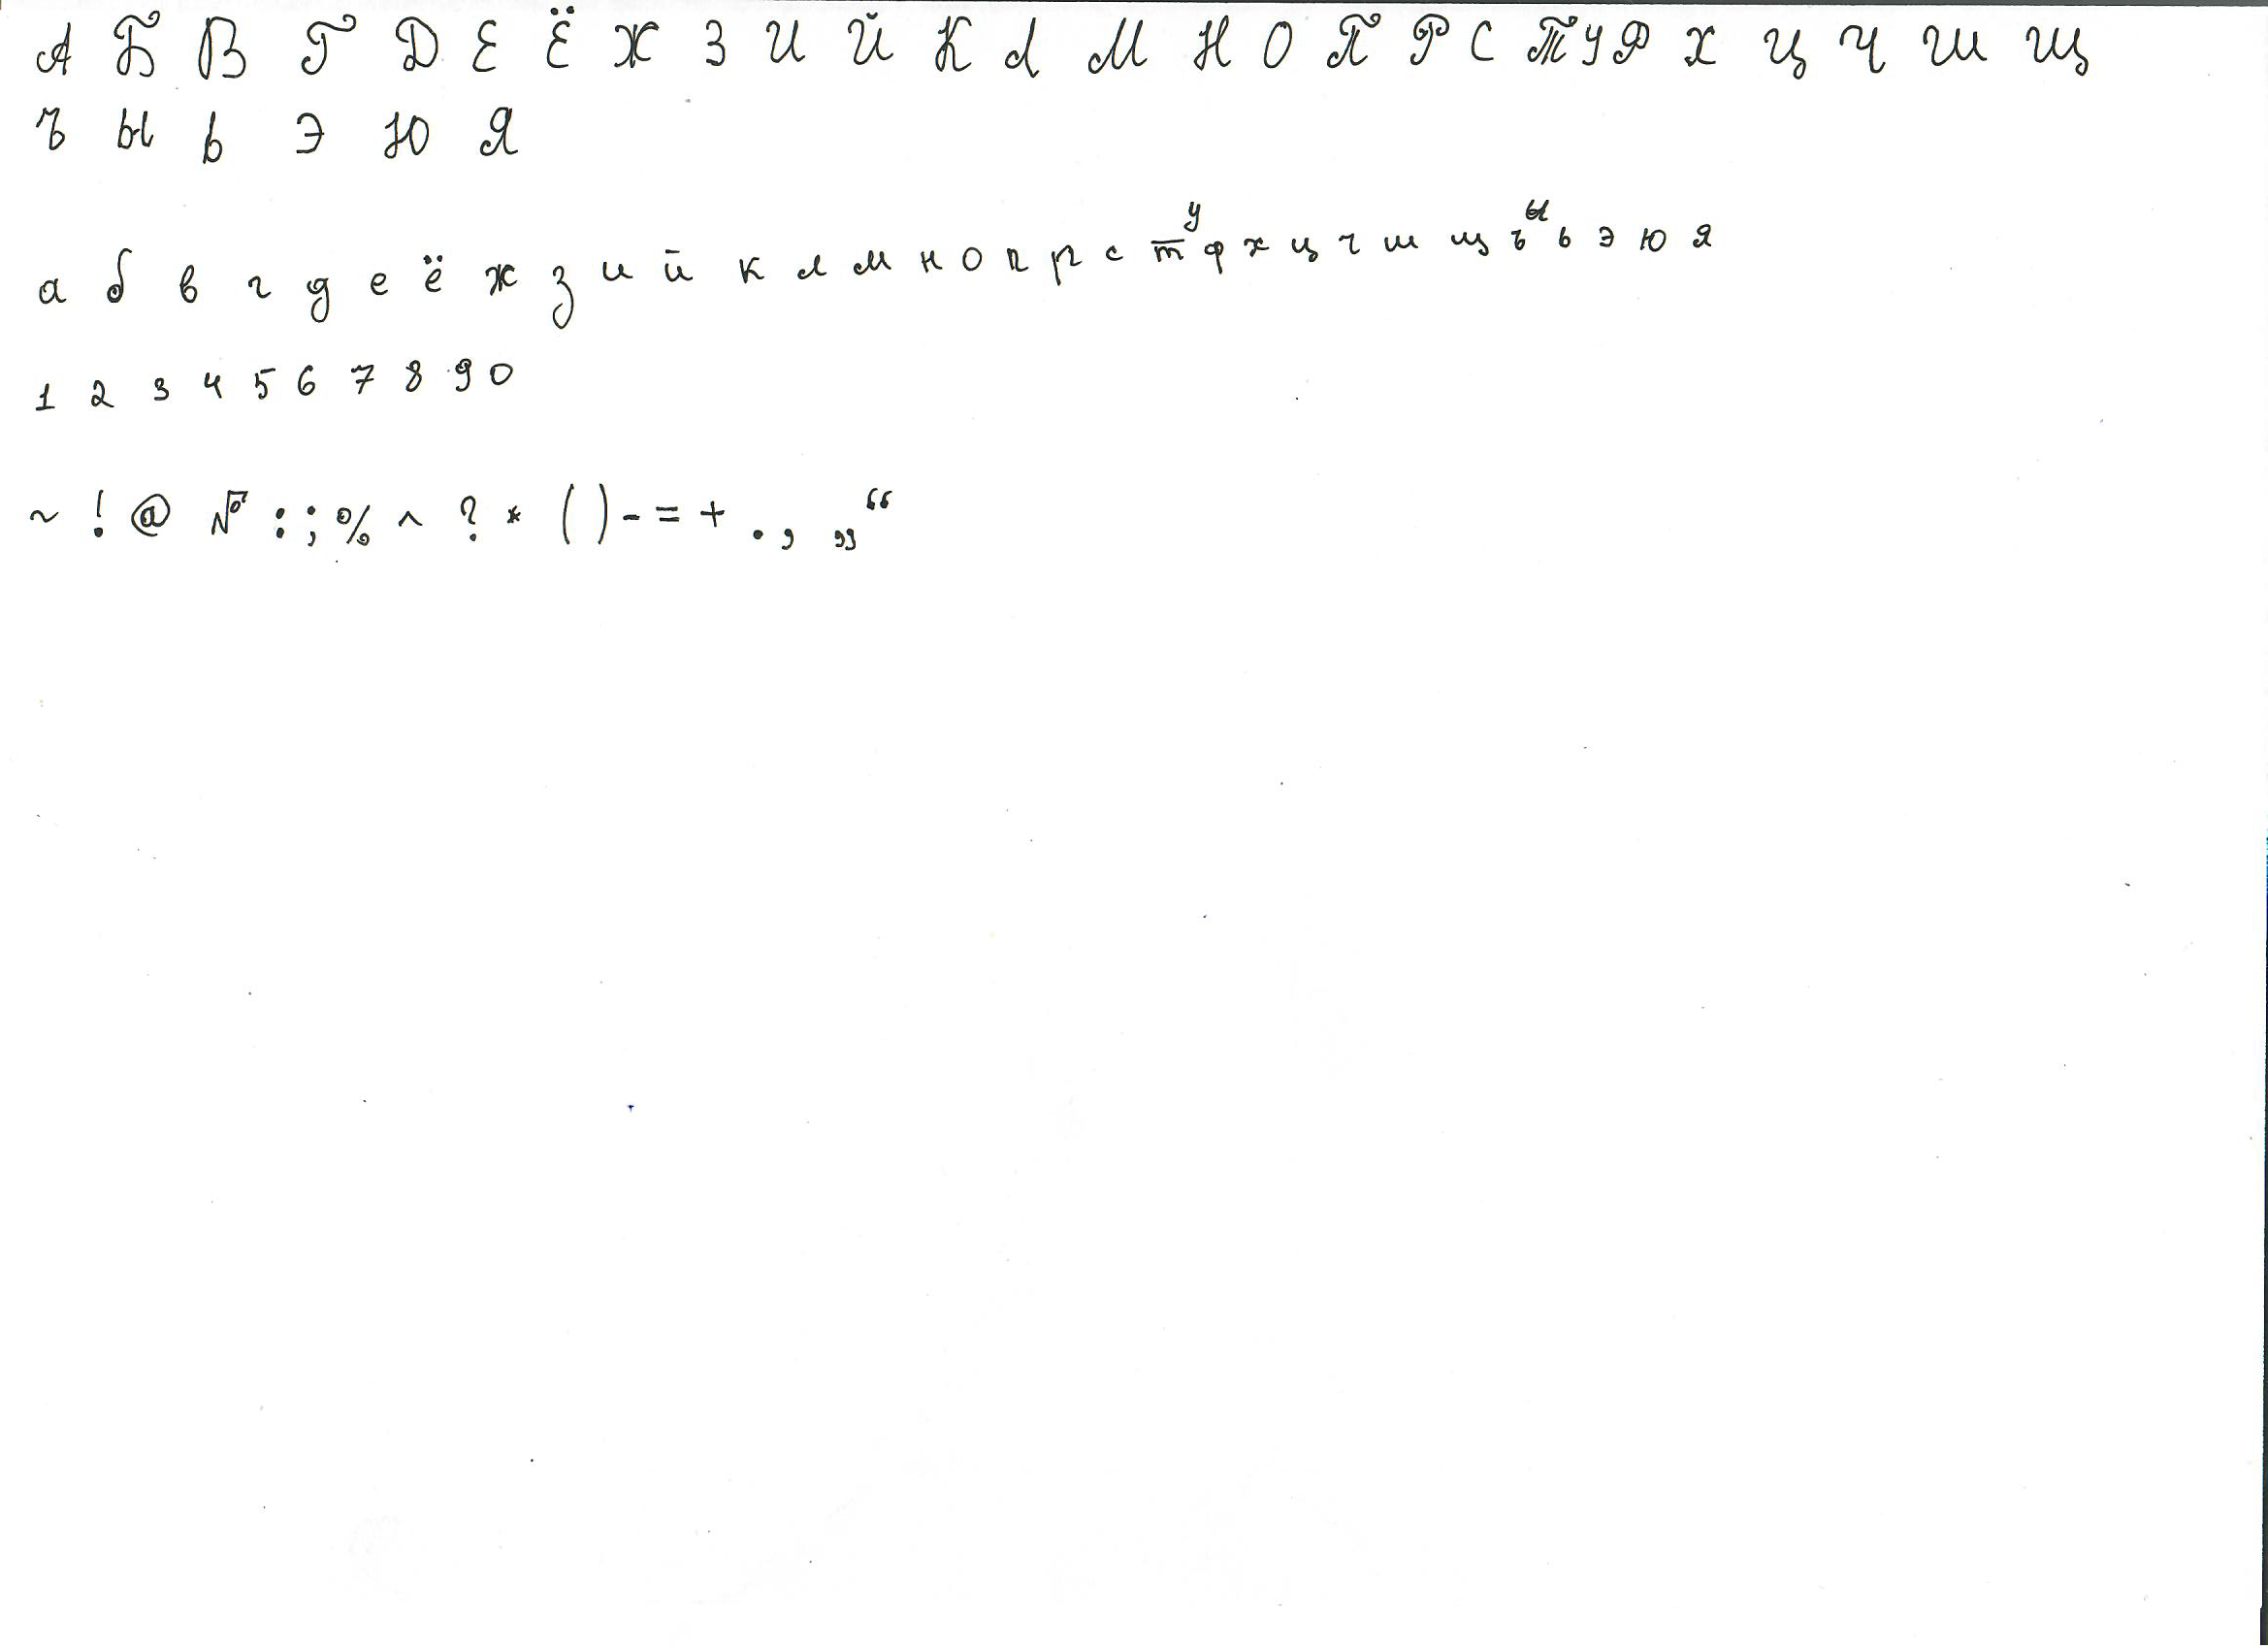 А Б В Г Д Е Ё Ж З И Й К Л М Н О П Р С Т У Ф Х Ц Ч Ш Щ
Ъ Ы Ь Э Ю Я
а б в г д е ё ж з и й к л м н о п р с т у ф х ц ч ш щ ъ ы ь э ю я
1 2 3 4 5 6 7 8 9 0
~ ! @ № : ; % ^ ? * ( ) - = + . , „ “